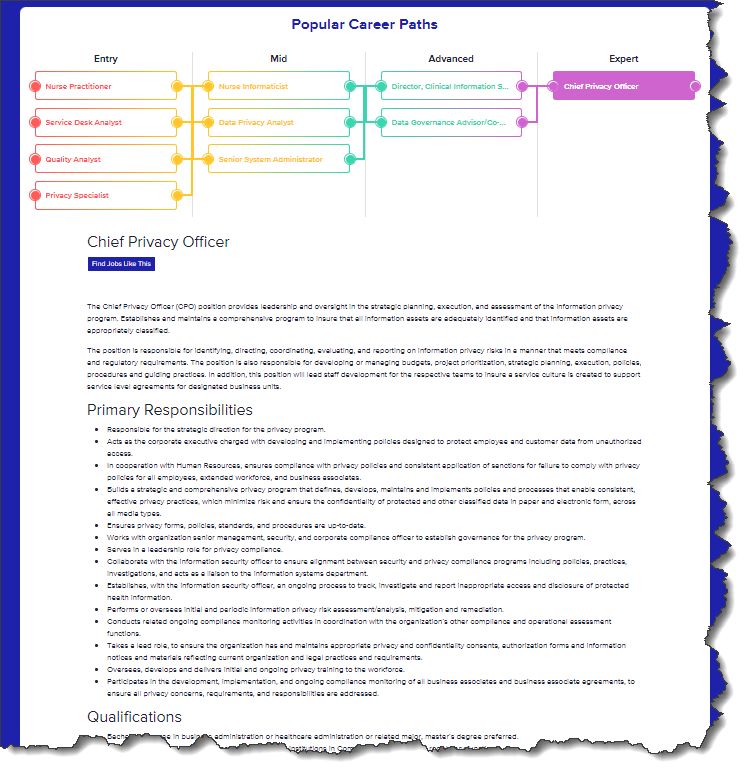 Popular Career Paths
Entry Mid Advanced Expert
Nurse Practitioner Nurse Informaticist Director, Clinical Information S... Chief Privacy Officer
Service Desk Analyst Data Privacy Analyst Data Governance Advisor/Co-...
Quality Analyst Senior System Administrator
Privacy Specialist
Chief Privacy Officer
Find Jobs Like This
The Chief Privacy Officer (CPO) position provides leadership and oversight in the strategic planning, execution, and assessment of the information privacy
program. Establishes and maintains a comprehensive program to insure that all information assets are adequately identified and that information assets are
appropriately classified.
The position is responsible for identifying, directing, coordinating, evaluating, and reporting on information privacy risks in a manner that meets compliance
and regulatory requirements. The position is also responsible for developing or managing budgets, project prioritization, strategic planning, execution, policies,
procedures and guiding practices. In addition, this position will lead staff development for the respective teams to insure a service culture is created to support
service level agreements for designated business units.
Primary Responsibilities
• Responsible for the strategic direction for the privacy program.
• Acts as the corporate executive charged with developing and implementing policies designed to protect employee and customer data from unauthorized
access.
• In cooperation with Human Resources, ensures compliance with privacy policies and consistent application of sanctions for failure to comply with privacy
policies for all employees, extended workforce, and business associates.
• Builds a strategic and comprehensive privacy program that defines, develops, maintains and implements policies and processes that enable consistent,
effective privacy practices, which minimize risk and ensure the confidentiality of protected and other classified data in paper and electronic form, across
all media types.
• Ensures privacy forms, policies, standards, and procedures are up-to-date.
• Works with organization senior management, security, and corporate compliance officer to establish governance for the privacy program.
• Serves in a leadership role for privacy compliance.
• Collaborate with the information security officer to ensure alignment between security and privacy compliance programs including policies, practices,
investigations, and acts as a liaison to the information systems department.
• Establishes, with the information security officer, an ongoing process to track, investigate and report inappropriate access and disclosure of protected
health information.
• Performs or oversees initial and periodic information privacy risk assessment/analysis, mitigation and remediation.
• Conducts related ongoing compliance monitoring activities in coordination with the organization's other compliance and operational assessment
functions.
• Takes a lead role, to ensure the organization has and maintains appropriate privacy and confidentiality consents, authorization forms and information
notices and materials reflecting current organization and legal practices and requirements.
• Oversees, develops and delivers initial and ongoing privacy training to the workforce.
• Participates in the development, implementation, and ongoing compliance monitoring of all business associates and business associate agreements, to
ensure all privacy concerns, requirements, and responsibilities are addressed.
Qualifications
in business administration or healthcare administration or related major, master's degree preferred.